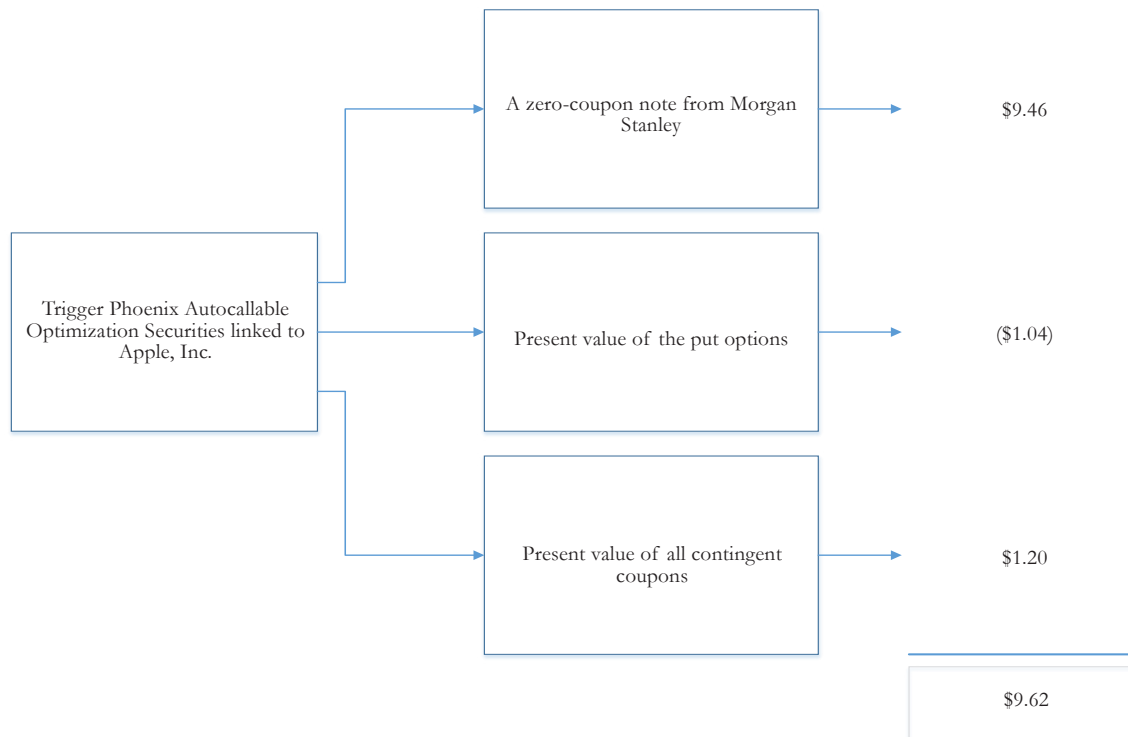 A zero-coupon note from Morgan
Stanley
$9.46
Trigger Phoenix Autocallable
Optimization Securities linked to
Apple, Inc.
Present value of the put options
($1.04)
Present value of all contingent
coupons
$1.20
$9.62